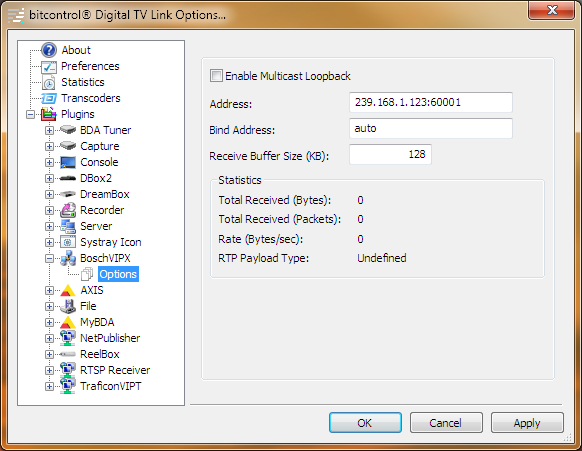 bitcontrol® Digital TV Link Options...
About
Preferences
Statistics
Transcoders
Plugins
BDA Tuner
Capture
Console
DBox2
DreamBox
Recorder
Server
Systray Icon
BoschVIPX
Options
AXIS
File
MyBDA
NetPublisher
ReelBox
RTSP Receiver
TraficonVIPT
Enable Multicast Loopback
Address: 239.168.1.123:60001
Bind Address: auto
Receive Buffer Size (KB): 128
Statistics
Total Received (Bytes): 0
Total Received (Packets): 0
Rate (Bytes/sec): 0
RTP Payload Type: Undefined
OK Cancel Apply